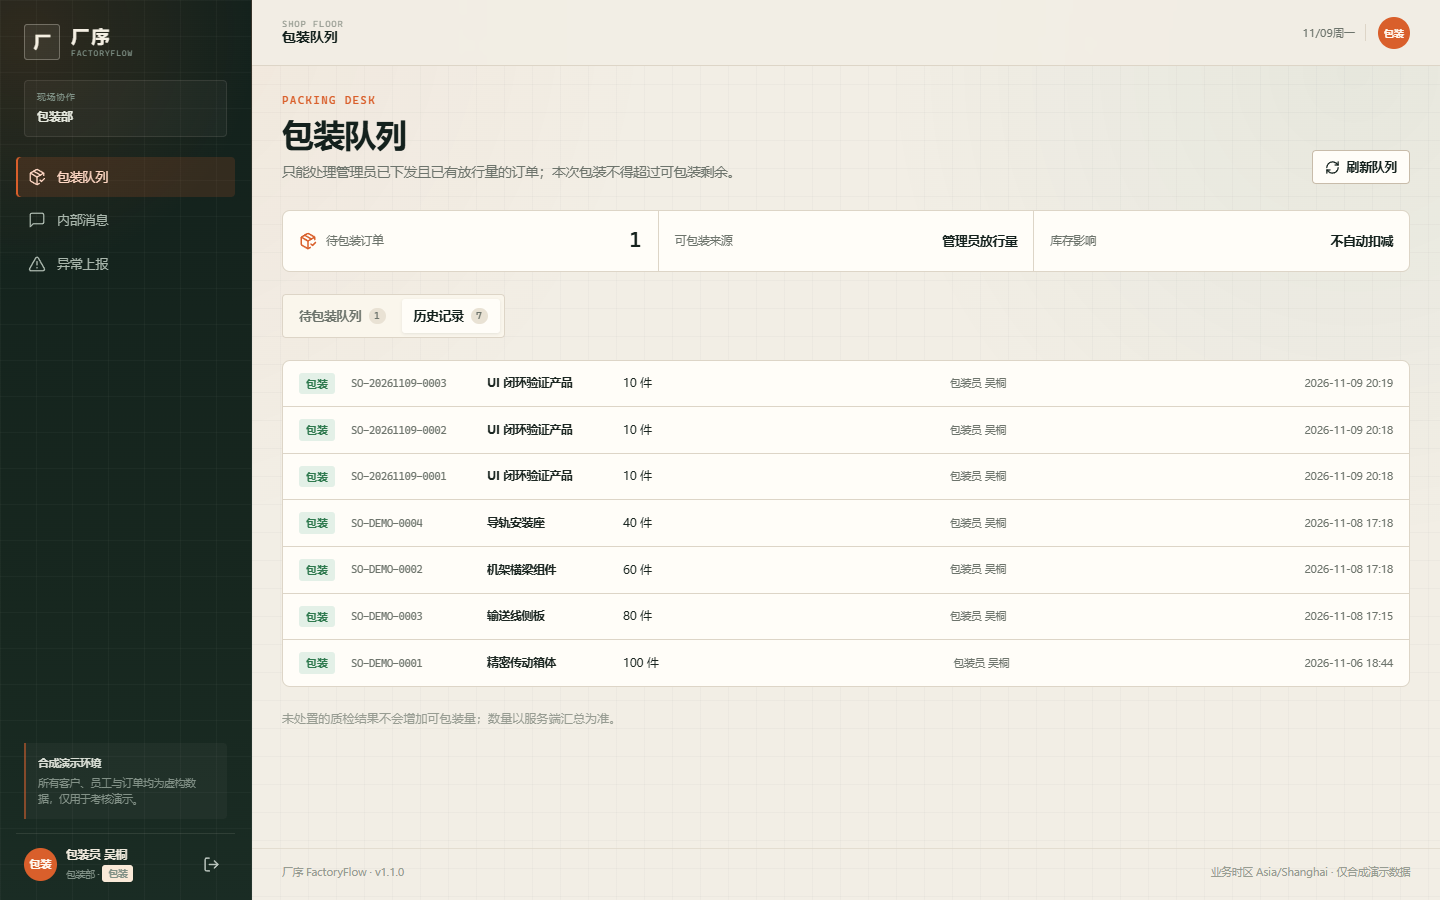 厂 厂序
FACTORYFLOW
现场协作
包装部
包装队列
内部消息
异常上报
合成演示环境
所有客户、员工与订单均为虚构数
据，仅用于考核演示。
包装 包装员 吴桐
包装部 · 包装
SHOP FLOOR
包装队列
11/09周一 包装
PACKING DESK
包装队列
只能处理管理员已下发且已有放行量的订单；本次包装不得超过可包装剩余。
刷新队列
待包装订单 1 可包装来源 管理员放行量 库存影响 不自动扣减
待包装队列 1 历史记录 7
包装 SO-20261109-0003 UI 闭环验证产品 10 件 包装员 吴桐 2026-11-09 20:19
包装 SO-20261109-0002 UI 闭环验证产品 10 件 包装员 吴桐 2026-11-09 20:18
包装 SO-20261109-0001 UI 闭环验证产品 10 件 包装员 吴桐 2026-11-09 20:18
包装 SO-DEMO-0004 导轨安装座 40 件 包装员 吴桐 2026-11-08 17:18
包装 SO-DEMO-0002 机架横梁组件 60 件 包装员 吴桐 2026-11-08 17:18
包装 SO-DEMO-0003 输送线侧板 80 件 包装员 吴桐 2026-11-08 17:15
包装 SO-DEMO-0001 精密传动箱体 100 件 包装员 吴桐 2026-11-06 18:44
未处置的质检结果不会增加可包装量；数量以服务端汇总为准。
厂序 FactoryFlow · v1.1.0
业务时区 Asia/Shanghai · 仅合成演示数据